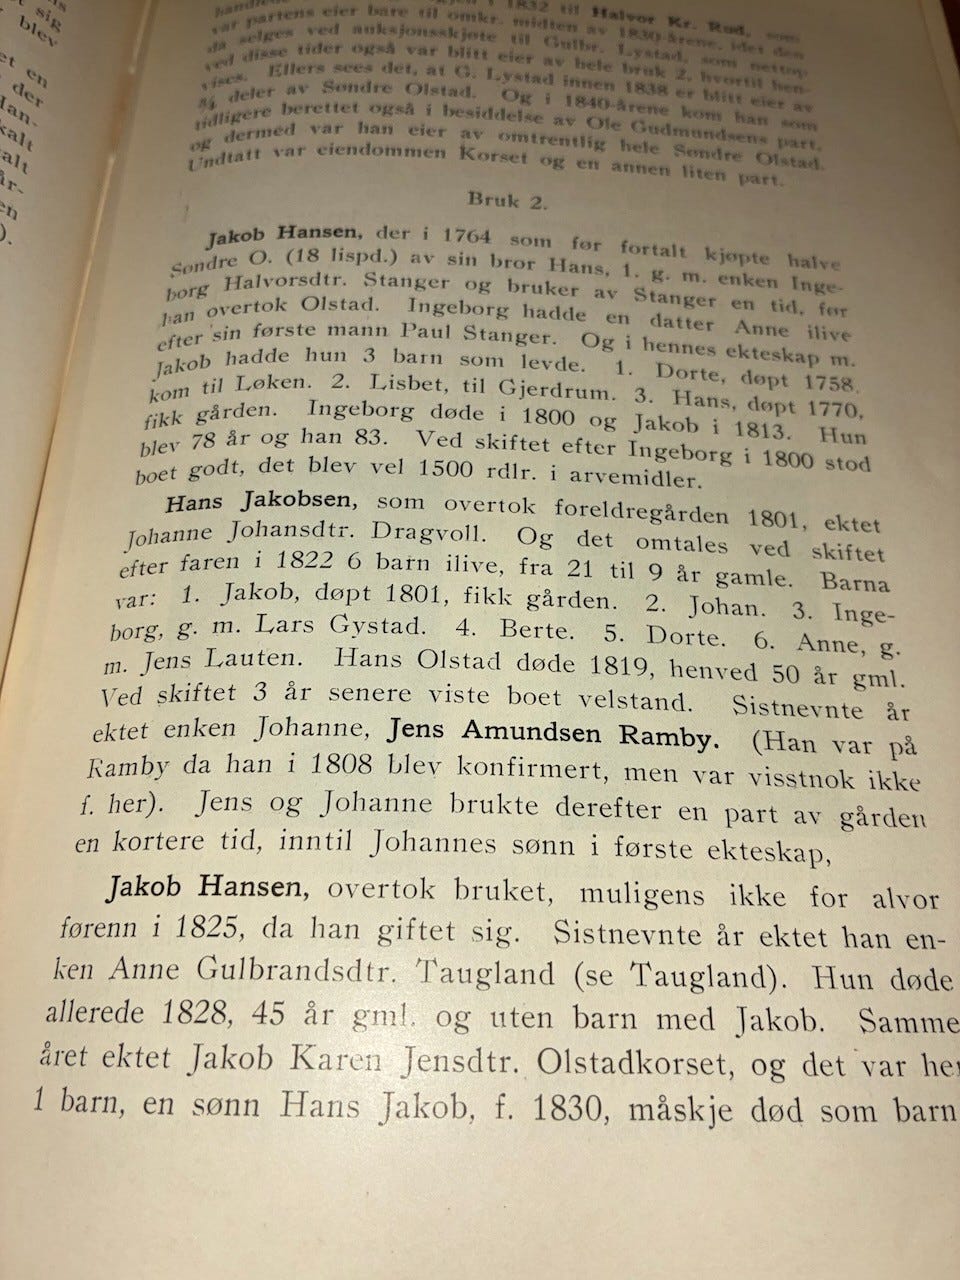 sig
blev
et en
der
kalt
alt
år-
en
).
1832 til Halvor Kr. Rud, som
var partens eier bare til omkr. midten av 1830-årene, idet den
da selges ved auksjonsskjøte til Gulbr. Lystad, som nettop
ved disse tider også var blitt eier av hele bruk 2, hvortil hen-
vises. Ellers sees det, at G. Lystad innen 1838 er blitt eier av
deler av Søndre Olstad. Og i 1840-årene kom han som
tidligere berettet også i besiddelse av Ole Gudmundsens part,
og dermed var han eier av omtrentlig hele Søndre Olstad.
Undtatt var eiendommen Korset og en annen liten part.
Bruk 2.
Jakob Hansen, der i 1764 som før fortalt kjøpte halve
Søndre O. (18 lispd.) av sin bror Hans, 1. g. m. enken Inge-
borg Halvorsdtr. Stanger og bruker av Stanger en tid, før
han overtok Olstad. Ingeborg hadde en datter Anne ilive
efter sin første mann Paul Stanger. Og i hennes ekteskap m.
Jakob hadde hun 3 barn som levde. 1. Dorte, døpt 1758,
kom til Løken. 2. Lisbet, til Gjerdrum. 3. Hans, døpt 1770,
fikk gården. Ingeborg døde i 1800 og Jakob i 1813. Hun
blev 78 år og han 83. Ved skiftet efter Ingeborg i 1800 stod
boet godt, det blev vel 1500 rdlr. i arvemidler.
Hans Jakobsen, som overtok foreldregården 1801, ektet
Johanne Johansdtr. Dragvoll. Og det omtales ved skiftet
efter faren i 1822 6 barn ilive, fra 21 til 9 år gamle. Barna
var: 1. Jakob, døpt 1801, fikk gården. 2. Johan. 3. Inge-
borg, g. m. Lars Gystad. 4. Berte. 5. Dorte. 6. Anne, g.
m. Jens Lauten. Hans Olstad døde 1819, henved 50 år gml.
Ved skiftet 3 år senere viste boet velstand. Sistnevnte år
ektet enken Johanne, Jens Amundsen Ramby. (Han var på
Ramby da han i 1808 blev konfirmert, men var visstnok ikke
f. her). Jens og Johanne brukte derefter en part av gården
en kortere tid, inntil Johannes sønn i første ekteskap,
Jakob Hansen, overtok bruket, muligens ikke for alvor
førenn i 1825, da han giftet sig. Sistnevnte år ektet han en-
ken Anne Gulbrandsdtr. Taugland (se Taugland). Hun døde
allerede 1828, 45 år gml. og uten barn med Jakob. Samme
året ektet Jakob Karen Jensdtr. Olstadkorset, og det var her
1 barn, en sønn Hans Jakob, f. 1830, måskje død som barn